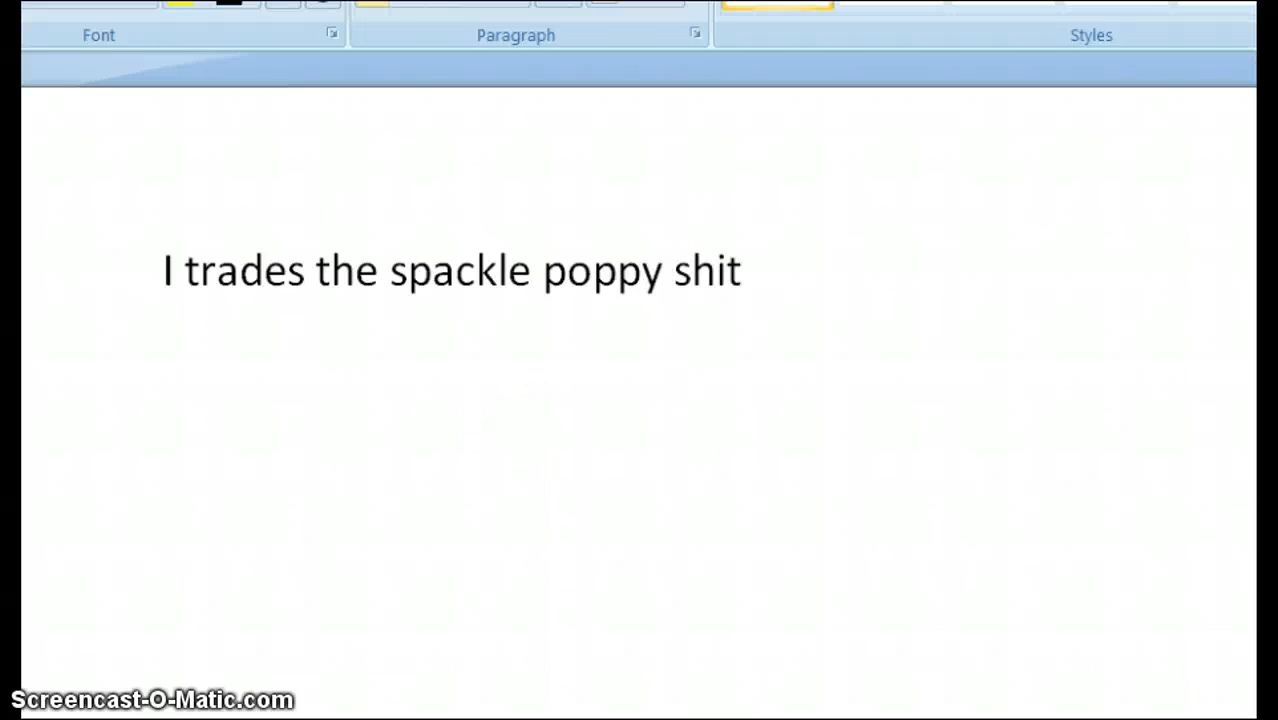 Font Paragraph Styles
I trades the spackle poppy shit
Screencast-O-Matic.com